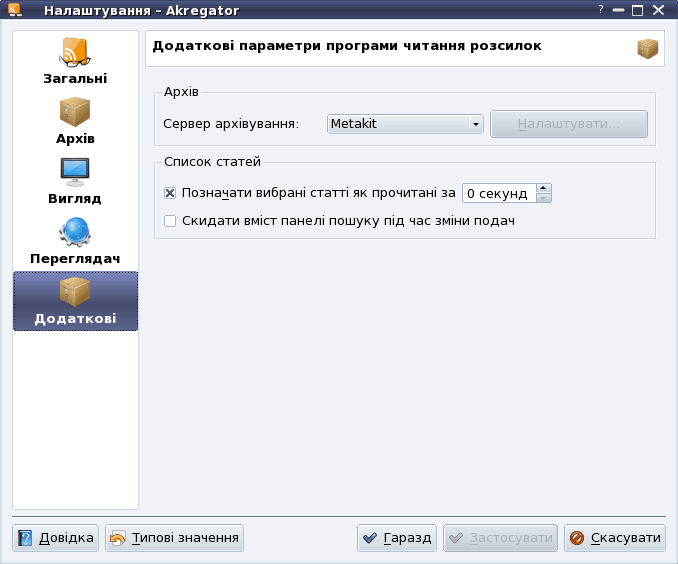 Налаштування – Akregator
?
Загальні
Архів
Вигляд
Переглядач
Додаткові
Додаткові параметри програми читання розсилок
Архів
Сервер архівування: Metakit Налаштувати...
Список статей
Позначати вибрані статті як прочитані за 0 секунд
Скидати вміст панелі пошуку під час зміни подач
Довідка Типові значення Гаразд Застосувати Скасувати